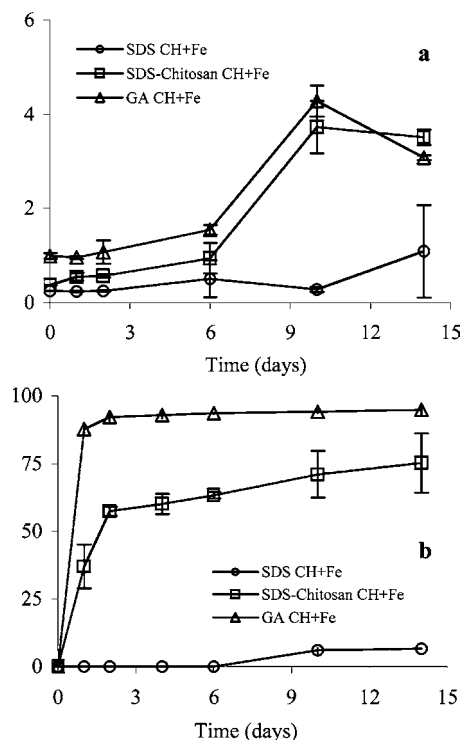 6
SDS CH+Fe
a
SDS-Chitosan CH+Fe
GA CH+Fe
4
2
0
0 3 6 9 12 15
Time (days)
100
75
50
b
SDS CH+Fe
SDS-Chitosan CH+Fe
25
GA CH+Fe
0
0 3 6 9 12 15
Time (days)